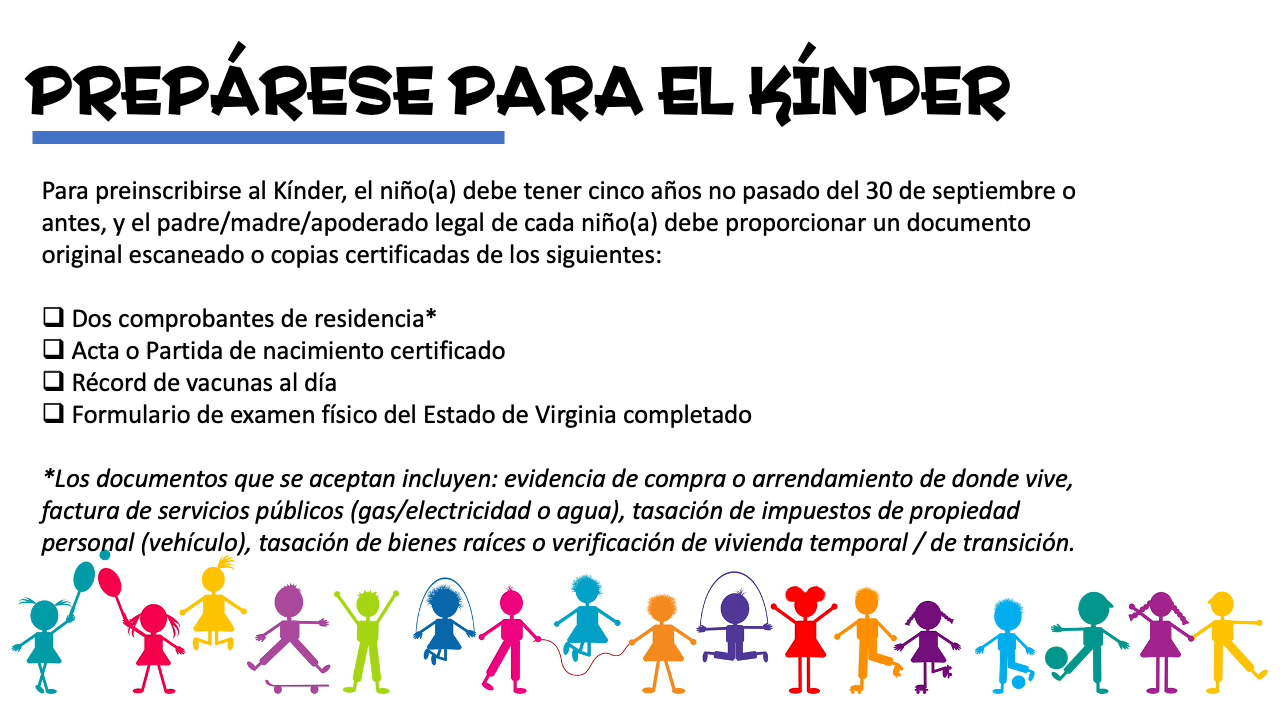 PREPÁRESE PARA EL KÍNDER
Para preinscribirse al Kínder, el niño(a) debe tener cinco años no pasado del 30 de septiembre o
antes, y el padre/madre/apoderado legal de cada niño(a) debe proporcionar un documento
original escaneado o copias certificadas de los siguientes:
❑ Dos comprobantes de residencia*
❑ Acta o Partida de nacimiento certificado
❑ Récord de vacunas al día
❑ Formulario de examen físico del Estado de Virginia completado
*Los documentos que se aceptan incluyen: evidencia de compra o arrendamiento de donde vive,
factura de servicios públicos (gas/electricidad o agua), tasación de impuestos de propiedad
personal (vehículo), tasación de bienes raíces o verificación de vivienda temporal / de transición.